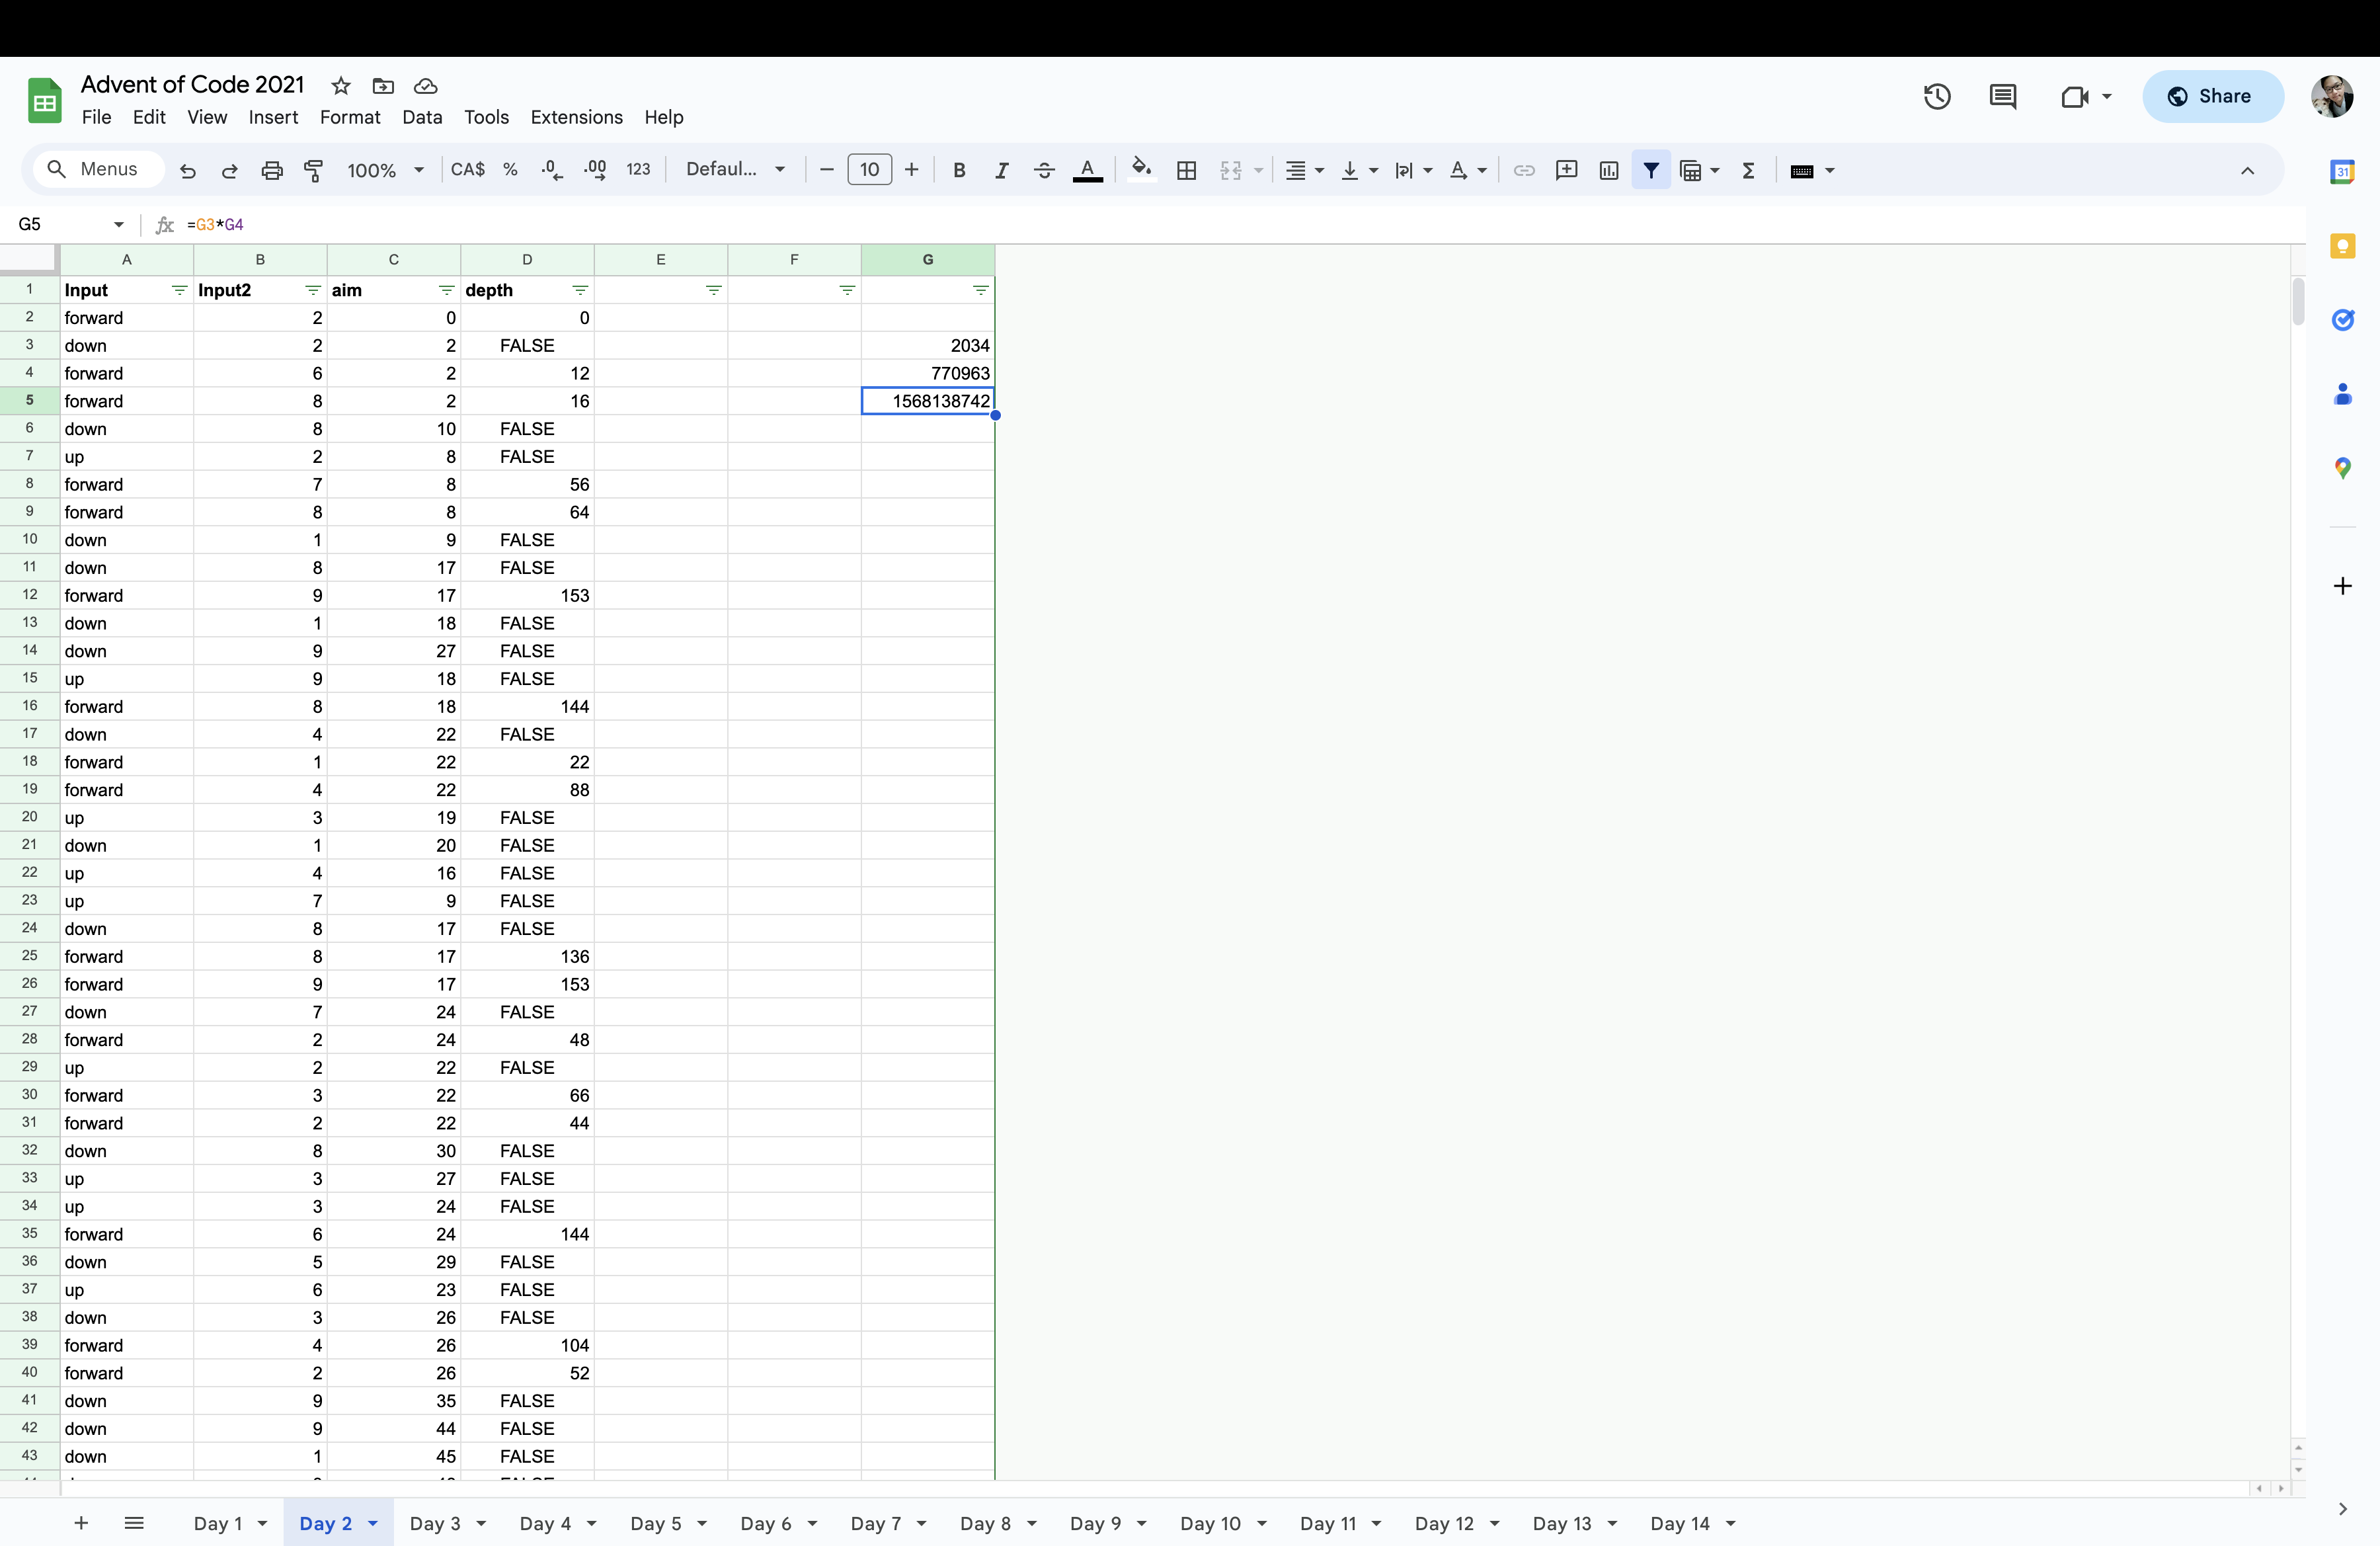 Advent of Code 2021
File Edit View Insert Format Data Tools Extensions Help
Share
Menus 100% CA$ % .0 .00 123 Defaul... 10 B I A
31
G5 =G3*G4
A B C D E F G
1 Input Input2 aim depth
2 forward 2 0 0
3 down 2 2 FALSE 2034
4 forward 6 2 12 770963
5 forward 8 2 16 1568138742
6 down 8 10 FALSE
7 up 2 8 FALSE
8 forward 7 8 56
9 forward 8 8 64
10 down 1 9 FALSE
11 down 8 17 FALSE
12 forward 9 17 153
13 down 1 18 FALSE
14 down 9 27 FALSE
15 up 9 18 FALSE
16 forward 8 18 144
17 down 4 22 FALSE
18 forward 1 22 22
19 forward 4 22 88
20 up 3 19 FALSE
21 down 1 20 FALSE
22 up 4 16 FALSE
23 up 7 9 FALSE
24 down 8 17 FALSE
25 forward 8 17 136
26 forward 9 17 153
27 down 7 24 FALSE
28 forward 2 24 48
29 up 2 22 FALSE
30 forward 3 22 66
31 forward 2 22 44
32 down 8 30 FALSE
33 up 3 27 FALSE
34 up 3 24 FALSE
35 forward 6 24 144
36 down 5 29 FALSE
37 up 6 23 FALSE
38 down 3 26 FALSE
39 forward 4 26 104
40 forward 2 26 52
41 down 9 35 FALSE
42 down 9 44 FALSE
43 down 1 45 FALSE
Day 1 Day 2 Day 3 Day 4 Day 5 Day 6 Day 7 Day 8 Day 9 Day 10 Day 11 Day 12 Day 13 Day 14